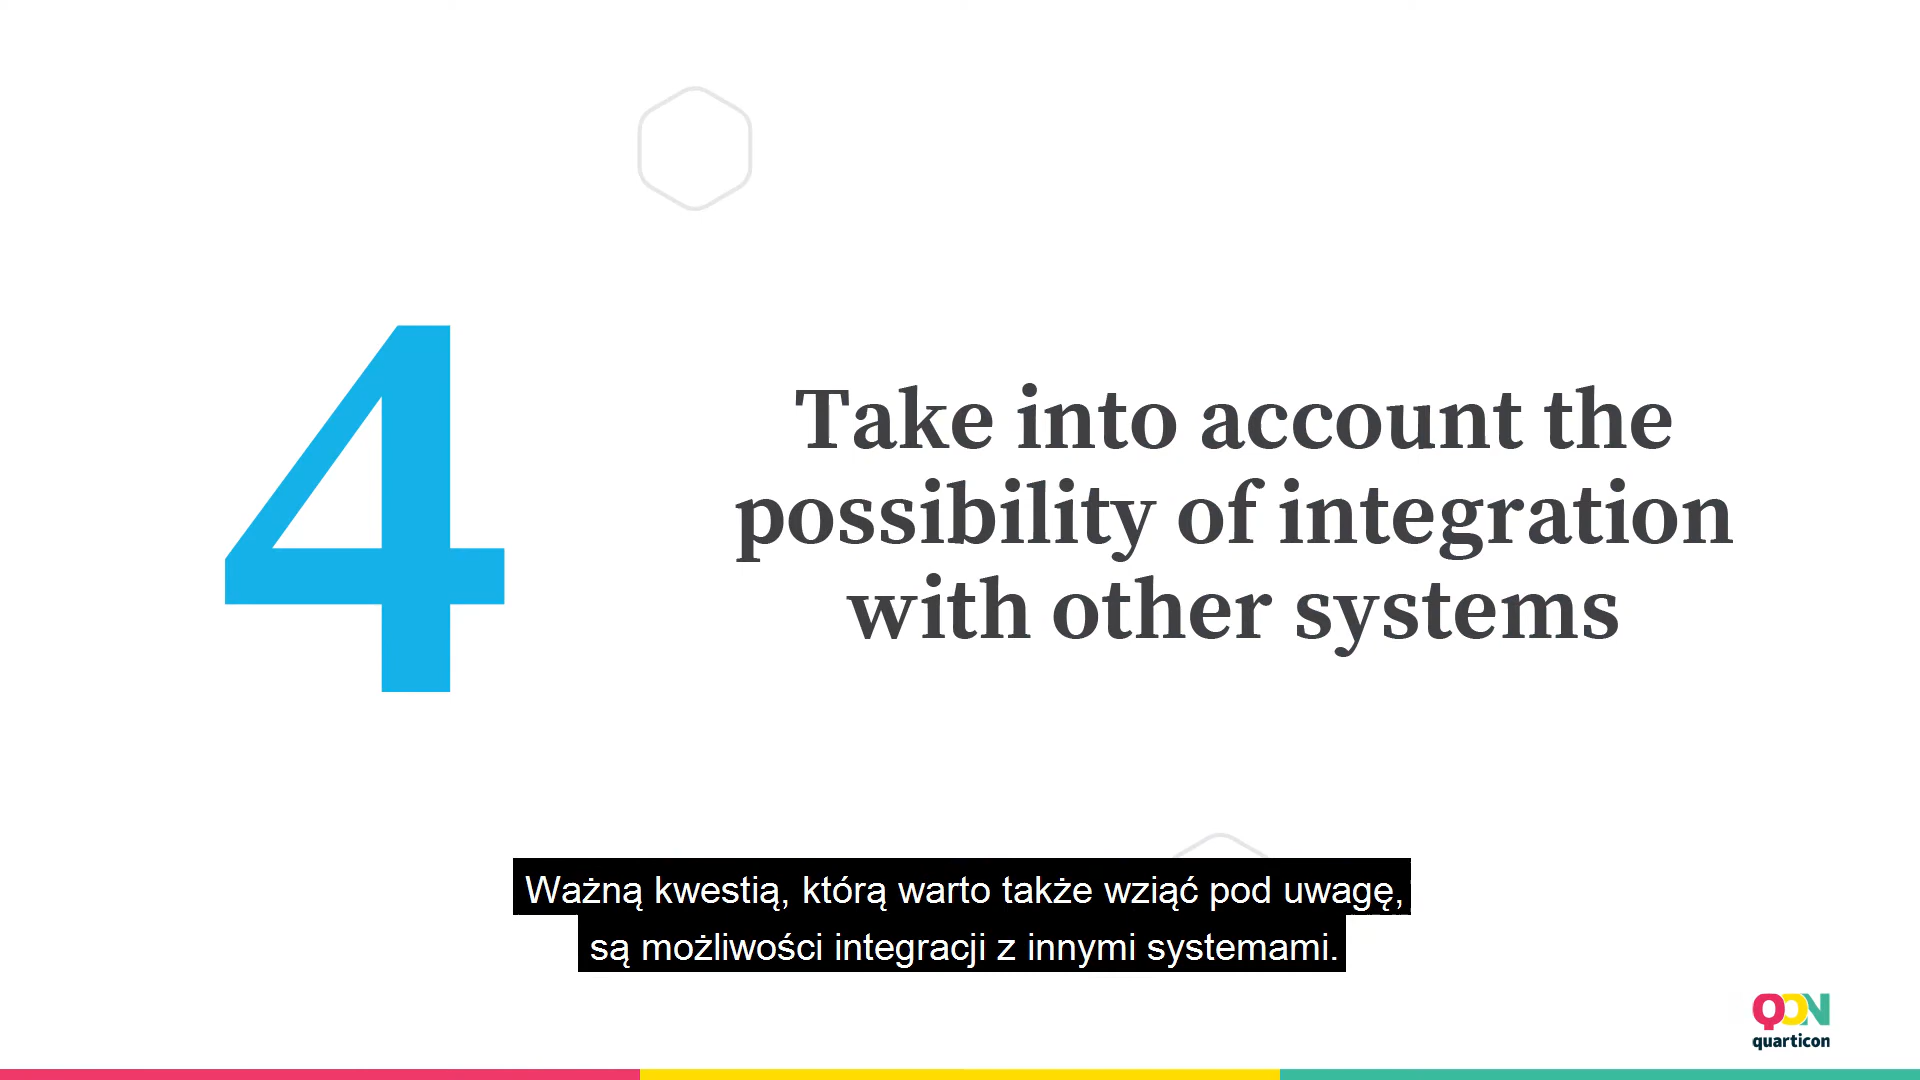 4
Take into account the
possibility of integration
with other systems
Ważną kwestią, którą warto także wziąć pod uwagę,
są możliwości integracji z innymi systemami.
QON
quarticon